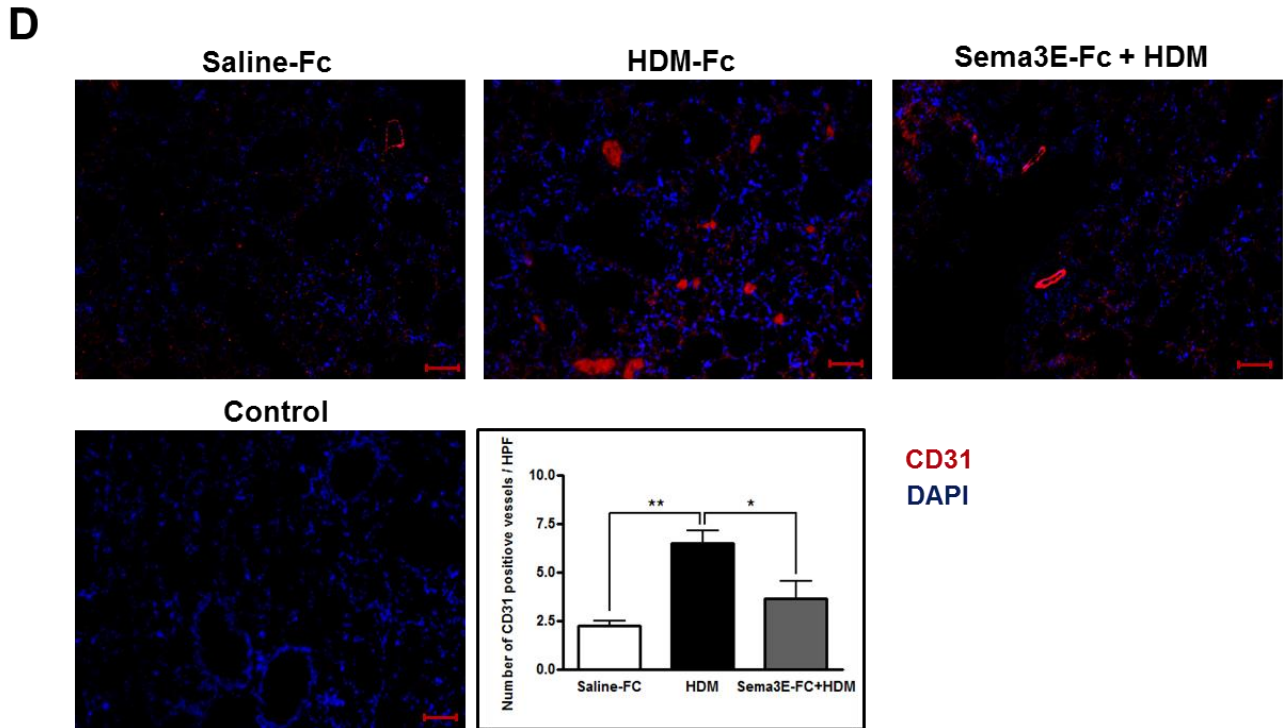 D
Saline-Fc
HDM-Fc
Sema3E-Fc + HDM
Control
Number of CD31 positiive vessels / HPF
10.0
7.5
5.0
2.5
0.0
**
*
Saline-FC
HDM
Sema3E-FC+HDM
CD31
DAPI